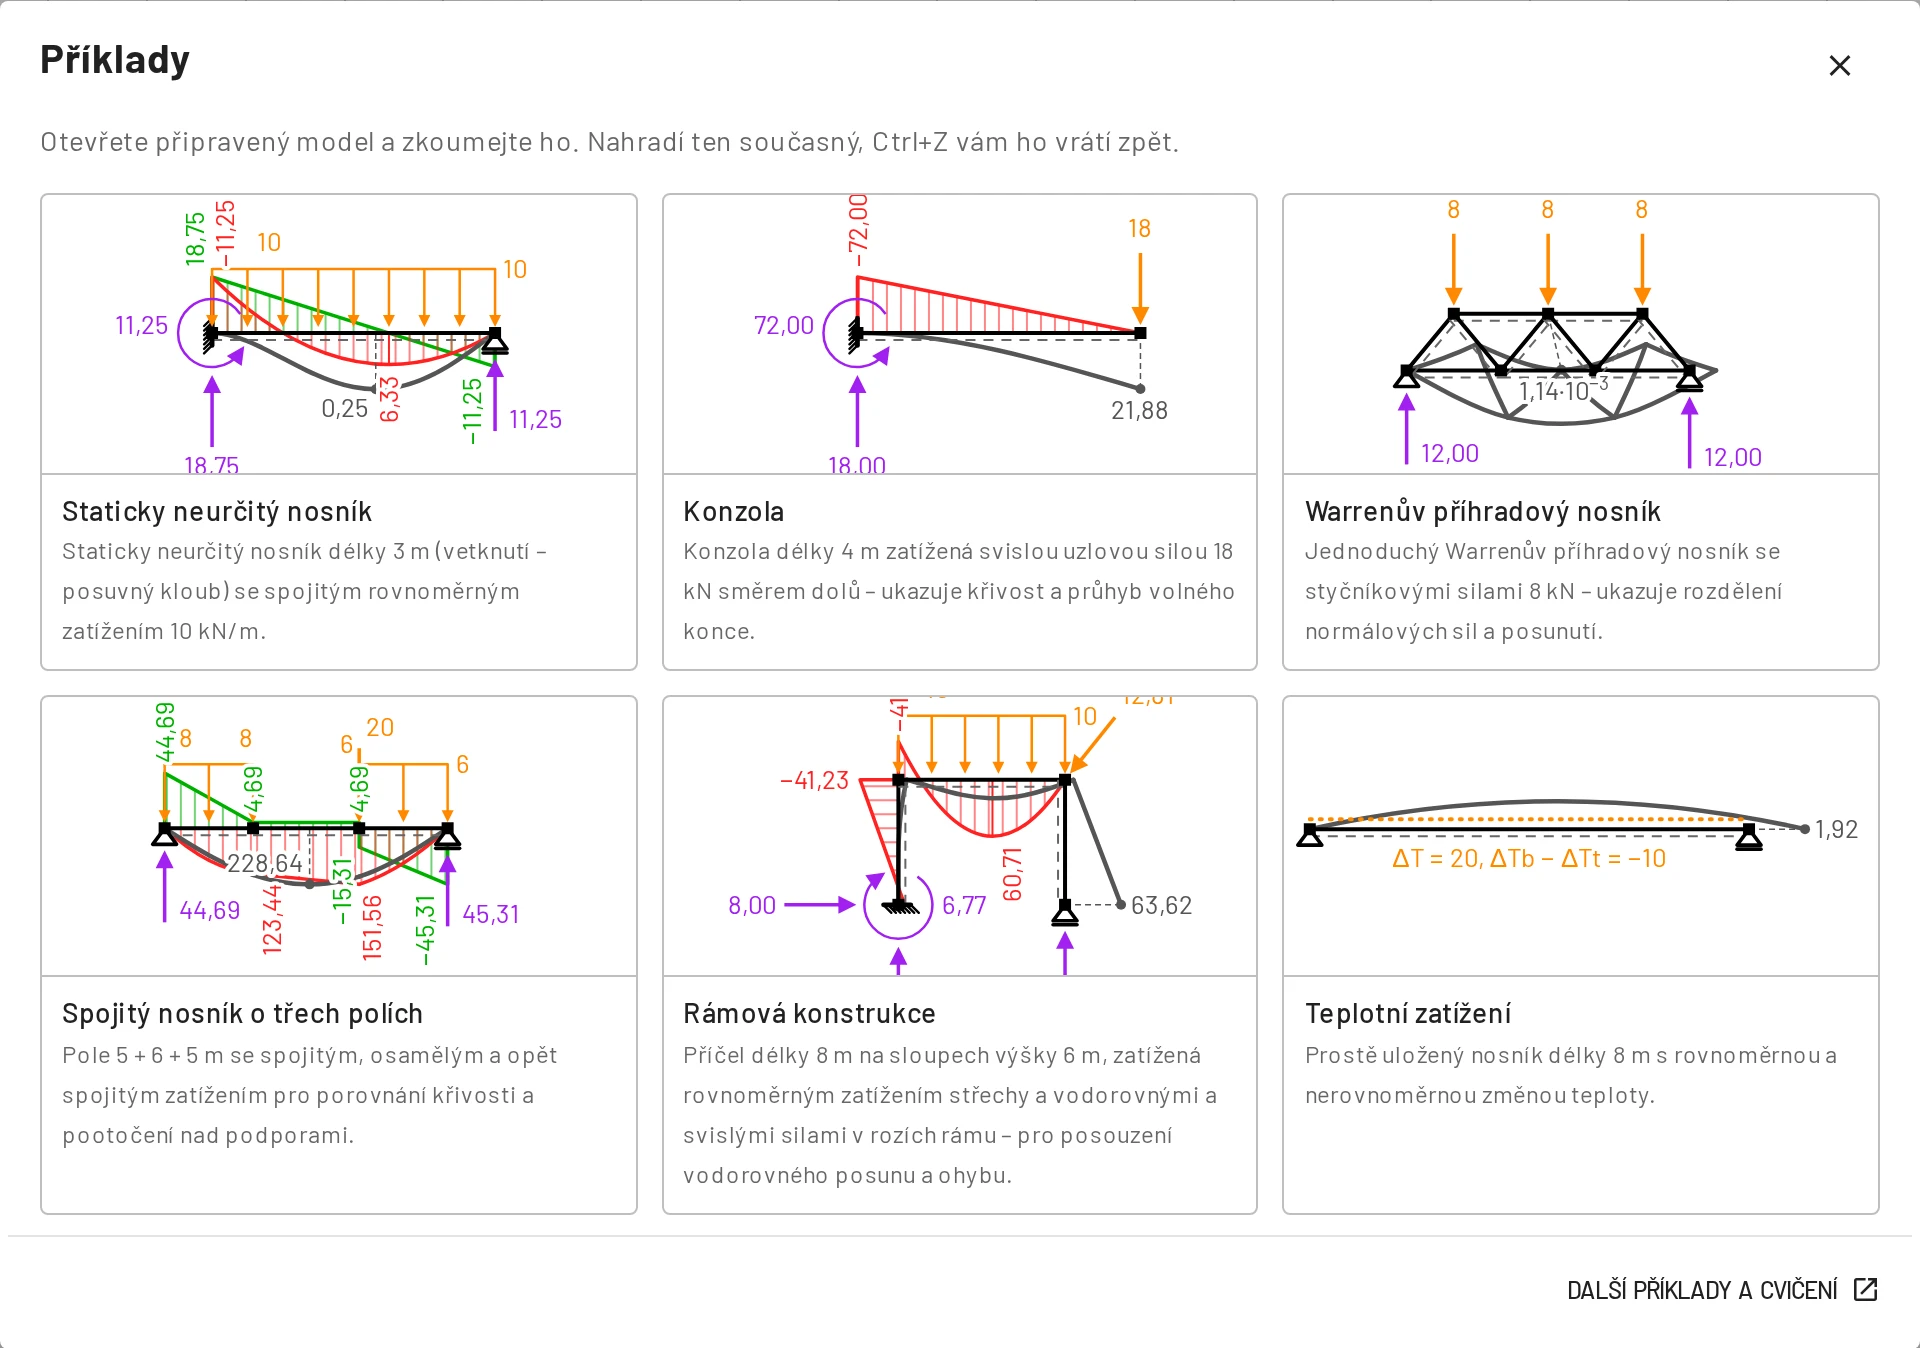 Příklady
Otevřete připravený model a zkoumejte ho. Nahradí ten současný, Ctrl+Z vám ho vrátí zpět.
18,75
−11,25
10
10
11,25
0,25
6,33
−11,25
11,25
18,75
Staticky neurčitý nosník
Staticky neurčitý nosník délky 3 m (vetknutí –
posuvný kloub) se spojitým rovnoměrným
zatížením 10 kN/m.
−72,00
18
72,00
21,88
18,00
Konzola
Konzola délky 4 m zatížená svislou uzlovou silou 18
kN směrem dolů – ukazuje křivost a průhyb volného
konce.
8
8
8
1,14·10⁻³
12,00
12,00
Warrenův příhradový nosník
Jednoduchý Warrenův příhradový nosník se
styčníkovými silami 8 kN – ukazuje rozdělení
normálových sil a posunutí.
44,69
8
8
6
20
6
4,69
4,69
228,64
44,69
123,44
−15,31
151,56
−45,31
45,31
Spojitý nosník o třech polích
Pole 5 + 6 + 5 m se spojitým, osamělým a opět
spojitým zatížením pro porovnání křivosti a
pootočení nad podporami.
−41
10
12,81
−41,23
8,00
6,77
60,71
63,62
Rámová konstrukce
Příčel délky 8 m na sloupech výšky 6 m, zatížená
rovnoměrným zatížením střechy a vodorovnými a
svislými silami v rozích rámu – pro posouzení
vodorovného posunu a ohybu.
1,92
ΔT = 20, ΔTb − ΔTt = −10
Teplotní zatížení
Prostě uložený nosník délky 8 m s rovnoměrnou a
nerovnoměrnou změnou teploty.
DALŠÍ PŘÍKLADY A CVIČENÍ